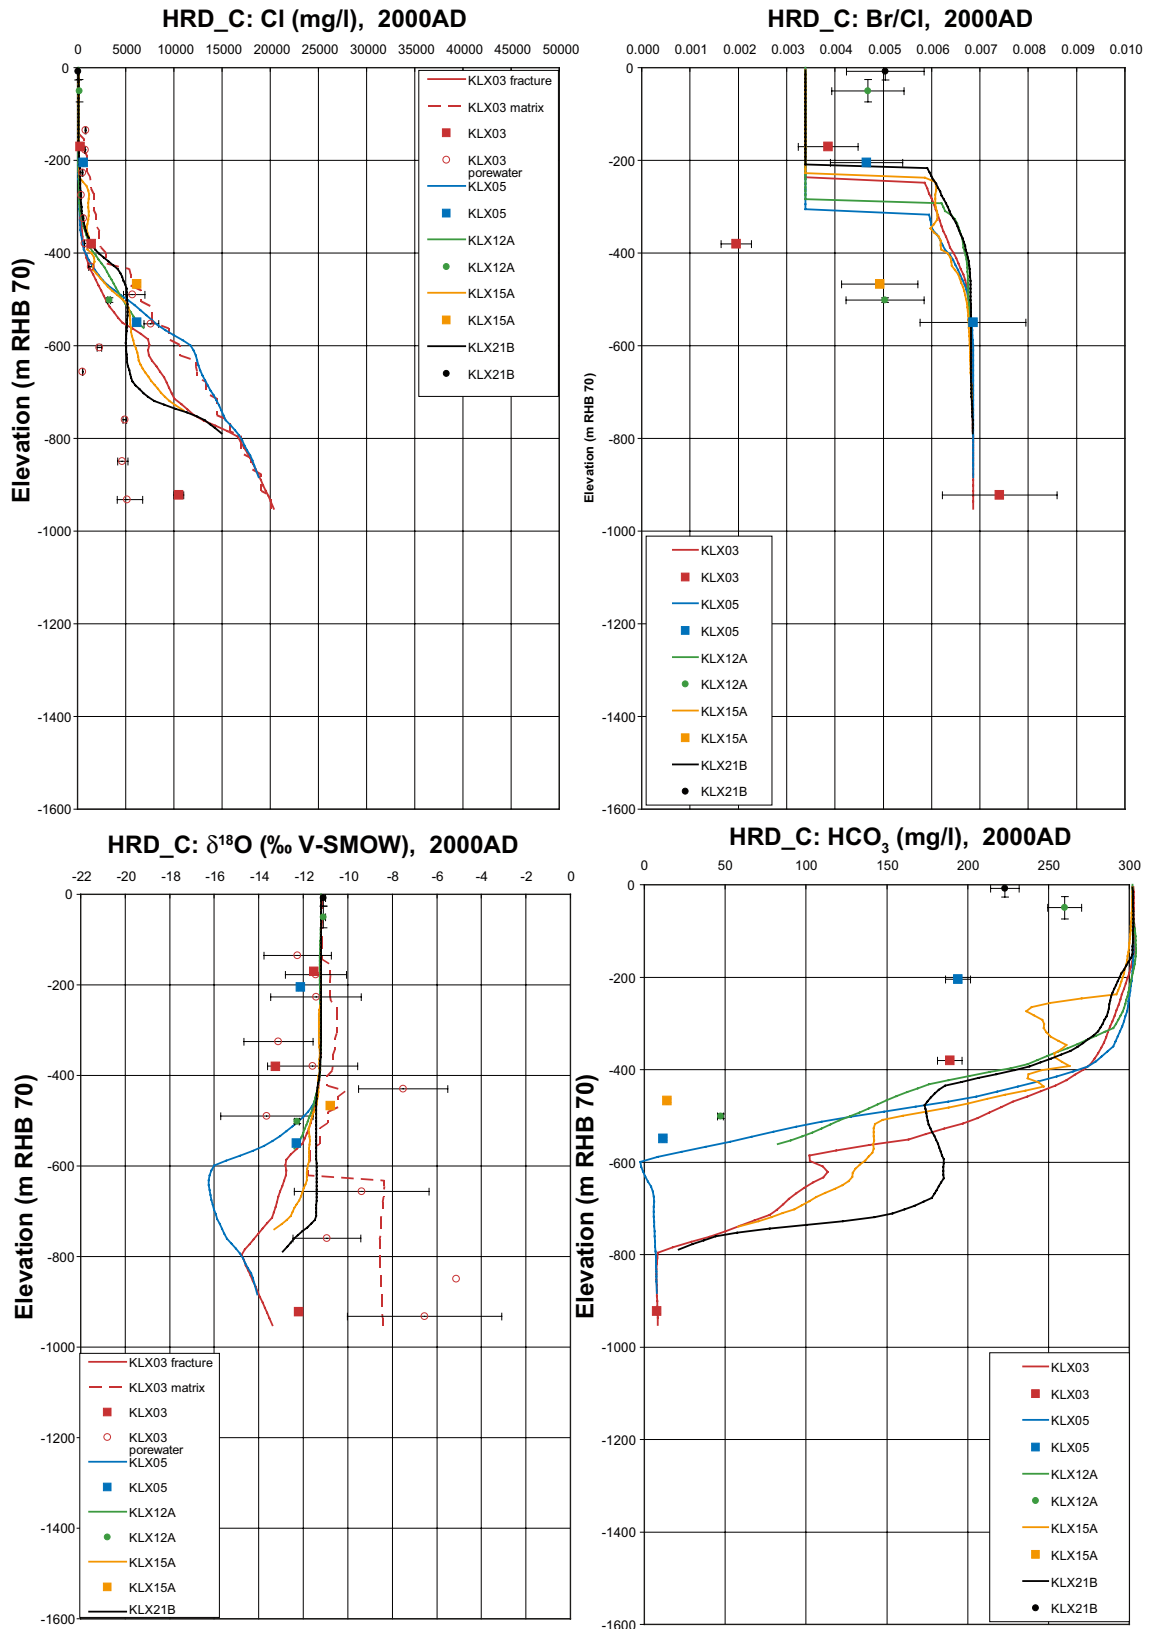 HRD_C: Cl (mg/l), 2000AD
0 5000 10000 15000 20000 25000 30000 35000 40000 45000 50000
0
-200
-400
-600
-800
-1000
-1200
-1400
-1600
Elevation (m RHB 70)
KLX03 fracture
KLX03 matrix
KLX03
KLX03
porewater
KLX05
KLX05
KLX12A
KLX12A
KLX15A
KLX15A
KLX21B
KLX21B
HRD_C: Br/Cl, 2000AD
0.000 0.001 0.002 0.003 0.004 0.005 0.006 0.007 0.008 0.009 0.010
0
-200
-400
-600
-800
-1000
-1200
-1400
-1600
Elevation (m RHB 70)
KLX03
KLX03
KLX05
KLX05
KLX12A
KLX12A
KLX15A
KLX15A
KLX21B
KLX21B
HRD_C: δ¹⁸O (‰ V-SMOW), 2000AD
-22 -20 -18 -16 -14 -12 -10 -8 -6 -4 -2 0
0
-200
-400
-600
-800
-1000
-1200
-1400
-1600
Elevation (m RHB 70)
KLX03 fracture
KLX03 matrix
KLX03
KLX03
porewater
KLX05
KLX05
KLX12A
KLX12A
KLX15A
KLX15A
KLX21B
HRD_C: HCO₃ (mg/l), 2000AD
0 50 100 150 200 250 300
0
-200
-400
-600
-800
-1000
-1200
-1400
-1600
Elevation (m RHB 70)
KLX03
KLX03
KLX05
KLX05
KLX12A
KLX12A
KLX15A
KLX15A
KLX21B
KLX21B